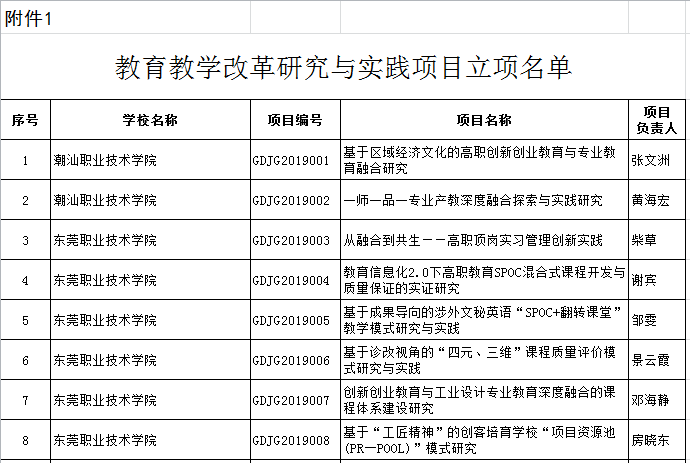 附件1
教育教学改革研究与实践项目立项名单
序号 学校名称 项目编号 项目名称 项目
负责人
1 潮汕职业技术学院 GDJG2019001 基于区域经济文化的高职创新创业教育与专业教
育融合研究 张文洲
2 潮汕职业技术学院 GDJG2019002 一师一品一专业产教深度融合探索与实践研究 黄海宏
3 东莞职业技术学院 GDJG2019003 从融合到共生－－高职顶岗实习管理创新实践 柴草
4 东莞职业技术学院 GDJG2019004 教育信息化2.0下高职教育SPOC混合式课程开发与
质量保证的实证研究 谢宾
5 东莞职业技术学院 GDJG2019005 基于成果导向的涉外文秘英语“SPOC+翻转课堂”
教学模式研究与实践 邹雯
6 东莞职业技术学院 GDJG2019006 基于诊改视角的“四元、三维”课程质量评价模
式研究与实践 景云霞
7 东莞职业技术学院 GDJG2019007 创新创业教育与工业设计专业教育深度融合的课
程体系建设研究 邓海静
8 东莞职业技术学院 GDJG2019008 基于“工匠精神”的创客培育学校“项目资源池
(PR—POOL)”模式研究 房晓东